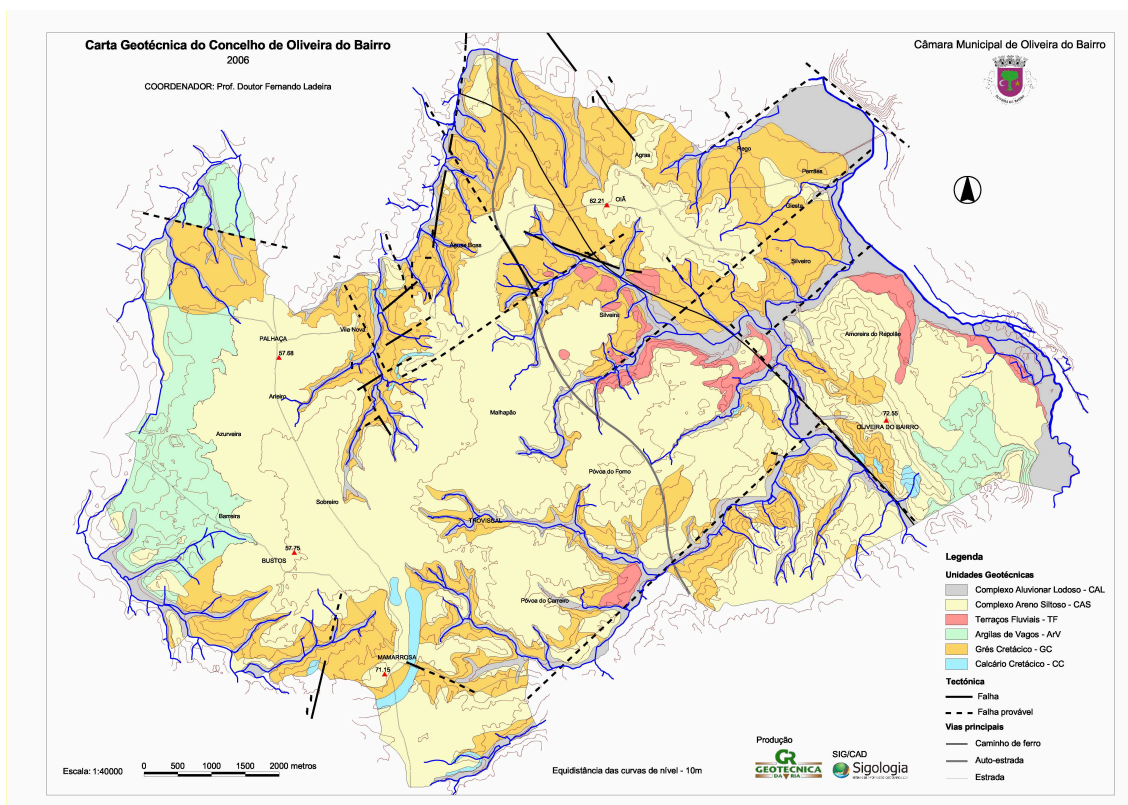 Carta Geotécnica do Concelho de Oliveira do Bairro
2006
COORDENADOR: Prof. Doutor Fernando Ladeira
Câmara Municipal de Oliveira do Bairro
Agras
Rego
Perrães
62.21
OIÃ
Giesta
Águas Boas
Silveiro
Vila Nova
Silveira
PALHAÇA
57.68
Amoreira do Repolão
Arieiro
Malhapão
72.55
OLIVEIRA DO BAIRRO
Azurveira
Póvoa do Forno
Sobreiro
Barreira
TROVISCAL
57.75
BUSTOS
Póvoa do Carreiro
MAMARROSA
71.15
Legenda
Unidades Geotécnicas
Complexo Aluvionar Lodoso - CAL
Complexo Areno Siltoso - CAS
Terraços Fluviais - TF
Argilas de Vagos - ArV
Grés Cretácico - GC
Calcário Cretácico - CC
Tectónica
Falha
Falha provável
Vias principais
Caminho de ferro
Auto-estrada
Estrada
Produção
GR
GEOTECNICA
DA RIA
SIG/CAD
Sigologia
Escala: 1:40000
0 500 1000 1500 2000 metros
Equidistância das curvas de nível - 10m